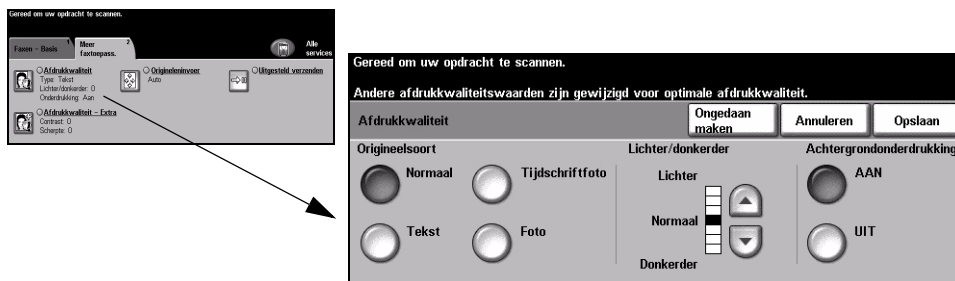 Gereed om uw opdracht te scannen.
Faxen - Basis 1
Meer faxtoepass. 2
Alle services
Afdrukkwaliteit
Type: Tekst
Lichter/donkerder: 0
Onderdrukking: Aan
Origineleninvoer
Auto
Uitgesteld verzenden
Afdrukkwaliteit - Extra
Contrast: 0
Scherpte: 0
Gereed om uw opdracht te scannen.
Andere afdrukkwaliteitswaarden zijn gewijzigd voor optimale afdrukkwaliteit.
Afdrukkwaliteit
Ongedaan maken
Annuleren
Opslaan
Origineelsoort
Lichter/donkerder
Achtergrondonderdrukking
Normaal
Tijdschriftfoto
Lichter
AAN
Normaal
Tekst
Foto
UIT
Donkerder